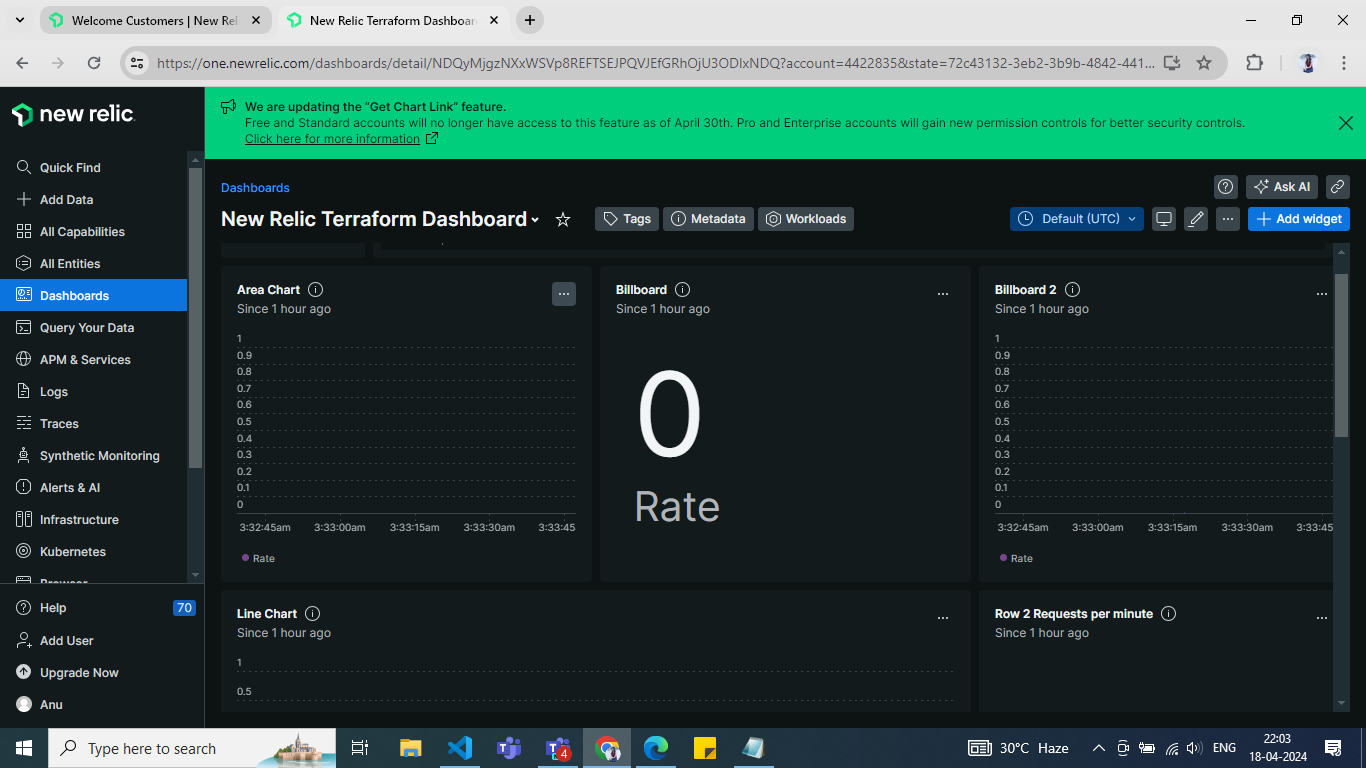 Welcome Customers | New Rel
New Relic Terraform Dashboar
https://one.newrelic.com/dashboards/detail/NDQyMjgzNXxWSVp8REFTSEJPQVJEfGRhOjU3ODIxNDQ?account=4422835&state=72c43132-3eb2-3b9b-4842-441...
new relic
We are updating the “Get Chart Link” feature.
Free and Standard accounts will no longer have access to this feature as of April 30th. Pro and Enterprise accounts will gain new permission controls for better security controls.
Click here for more information
Quick Find
Add Data
All Capabilities
All Entities
Dashboards
Query Your Data
APM & Services
Logs
Traces
Synthetic Monitoring
Alerts & AI
Infrastructure
Kubernetes
Browser
Help 70
Add User
Upgrade Now
Anu
Dashboards
Ask AI
New Relic Terraform Dashboard
Tags
Metadata
Workloads
Default (UTC)
Add widget
Area Chart
Since 1 hour ago
1
0.9
0.8
0.7
0.6
0.5
0.4
0.3
0.2
0.1
0
3:32:45am 3:33:00am 3:33:15am 3:33:30am 3:33:45
Rate
Billboard
Since 1 hour ago
0
Rate
Billboard 2
Since 1 hour ago
1
0.9
0.8
0.7
0.6
0.5
0.4
0.3
0.2
0.1
0
3:32:45am 3:33:00am 3:33:15am 3:33:30am 3:33:45
Rate
Line Chart
Since 1 hour ago
1
0.5
Row 2 Requests per minute
Since 1 hour ago
Type here to search
4
30°C Haze
ENG
22:03
18-04-2024